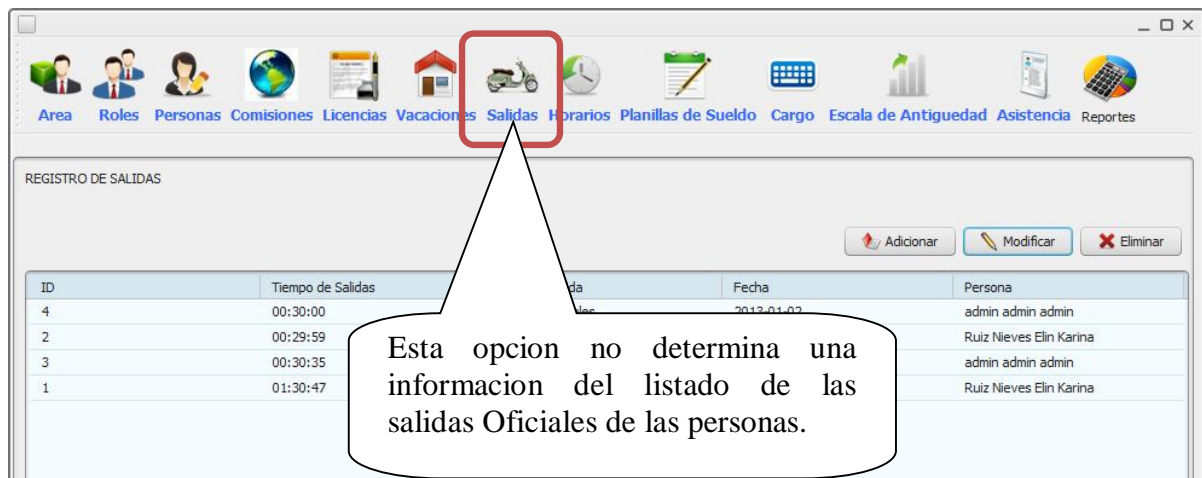 Area Roles Personas Comisiones Licencias Vacaciones Salidas Horarios Planillas de Sueldo Cargo Escala de Antiguedad Asistencia Reportes
REGISTRO DE SALIDAS
Adicionar Modificar Eliminar
ID Tiempo de Salidas Fecha Persona
4 00:30:00 2013-01-02 admin admin admin
2 00:29:59 Ruiz Nieves Elin Karina
3 00:30:35 admin admin admin
1 01:30:47 Ruiz Nieves Elin Karina
Esta opcion no determina una
informacion del listado de las
salidas Oficiales de las personas.